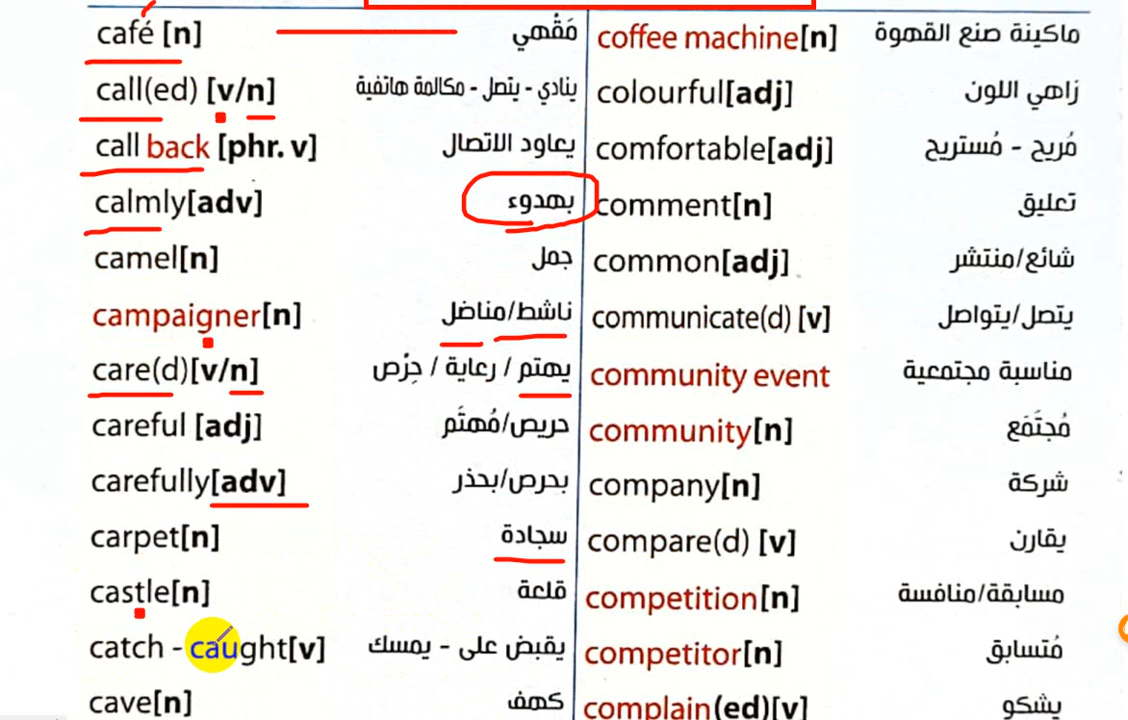 café [n] مَقْهي
call(ed) [v/n] ينادي - يتصل - مكالمة هاتفية
call back [phr. v] يعاود الاتصال
calmly[adv] بهدوء
camel[n] جمل
campaigner[n] ناشط/مناضل
care(d)[v/n] يهتم / رعاية / حِرْص
careful [adj] حريص/مُهتَم
carefully[adv] بحرص/بحذر
carpet[n] سجادة
castle[n] قلعة
catch - caught[v] يقبض على - يمسك
cave[n] كهف
coffee machine[n] ماكينة صنع القهوة
colourful[adj] زاهي اللون
comfortable[adj] مُريح - مُستريح
comment[n] تعليق
common[adj] شائع/منتشر
communicate(d) [v] يتصل/يتواصل
community event مناسبة مجتمعية
community[n] مُجتَمَع
company[n] شركة
compare(d) [v] يقارن
competition[n] مسابقة/منافسة
competitor[n] مُتسابق
complain(ed)[v] يشكو